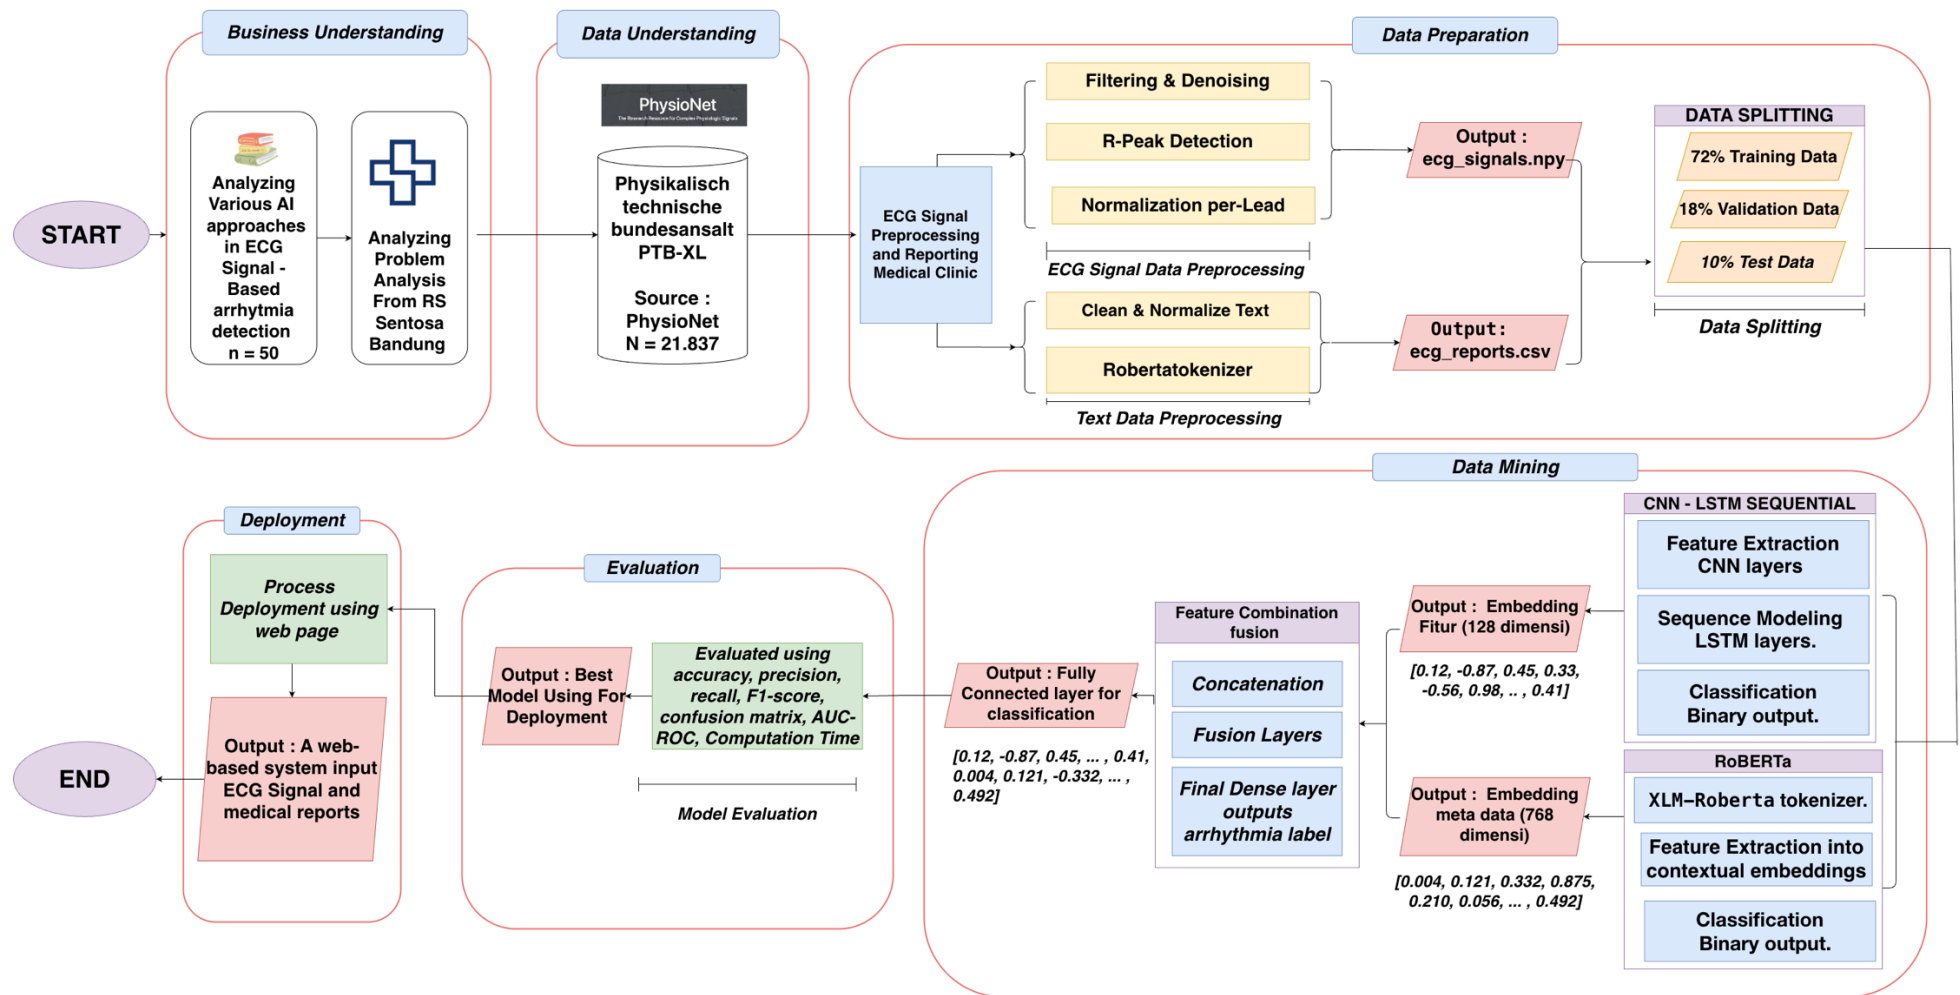 Business Understanding
Data Understanding
Data Preparation
START
Analyzing
Various AI
approaches
in ECG
Signal -
Based
arrhytmia
detection
n = 50
Analyzing
Problem
Analysis
From RS
Sentosa
Bandung
PhysioNet
The Research Resource for Complex Physiologic Signals
Physikalisch
technische
bundesansalt
PTB-XL
Source :
PhysioNet
N = 21.837
ECG Signal
Preprocessing
and Reporting
Medical Clinic
Filtering & Denoising
R-Peak Detection
Normalization per-Lead
ECG Signal Data Preprocessing
Clean & Normalize Text
Robertatokenizer
Text Data Preprocessing
Output :
ecg_signals.npy
Output:
ecg_reports.csv
DATA SPLITTING
72% Training Data
18% Validation Data
10% Test Data
Data Splitting
Data Mining
CNN - LSTM SEQUENTIAL
Feature Extraction
CNN layers
Sequence Modeling
LSTM layers.
Classification
Binary output.
RoBERTa
XLM-Roberta tokenizer.
Feature Extraction into
contextual embeddings
Classification
Binary output.
Output : Embedding
Fitur (128 dimensi)
[0.12, -0.87, 0.45, 0.33,
-0.56, 0.98, .. , 0.41]
Output : Embedding
meta data (768
dimensi)
[0.004, 0.121, 0.332, 0.875,
0.210, 0.056, ... , 0.492]
Feature Combination
fusion
Concatenation
Fusion Layers
Final Dense layer
outputs
arrhythmia label
Output : Fully
Connected layer for
classification
[0.12, -0.87, 0.45, ... , 0.41,
0.004, 0.121, -0.332, ... ,
0.492]
Evaluation
Evaluated using
accuracy, precision,
recall, F1-score,
confusion matrix, AUC-
ROC, Computation Time
Model Evaluation
Output : Best
Model Using For
Deployment
Deployment
Process
Deployment using
web page
Output : A web-
based system input
ECG Signal and
medical reports
END